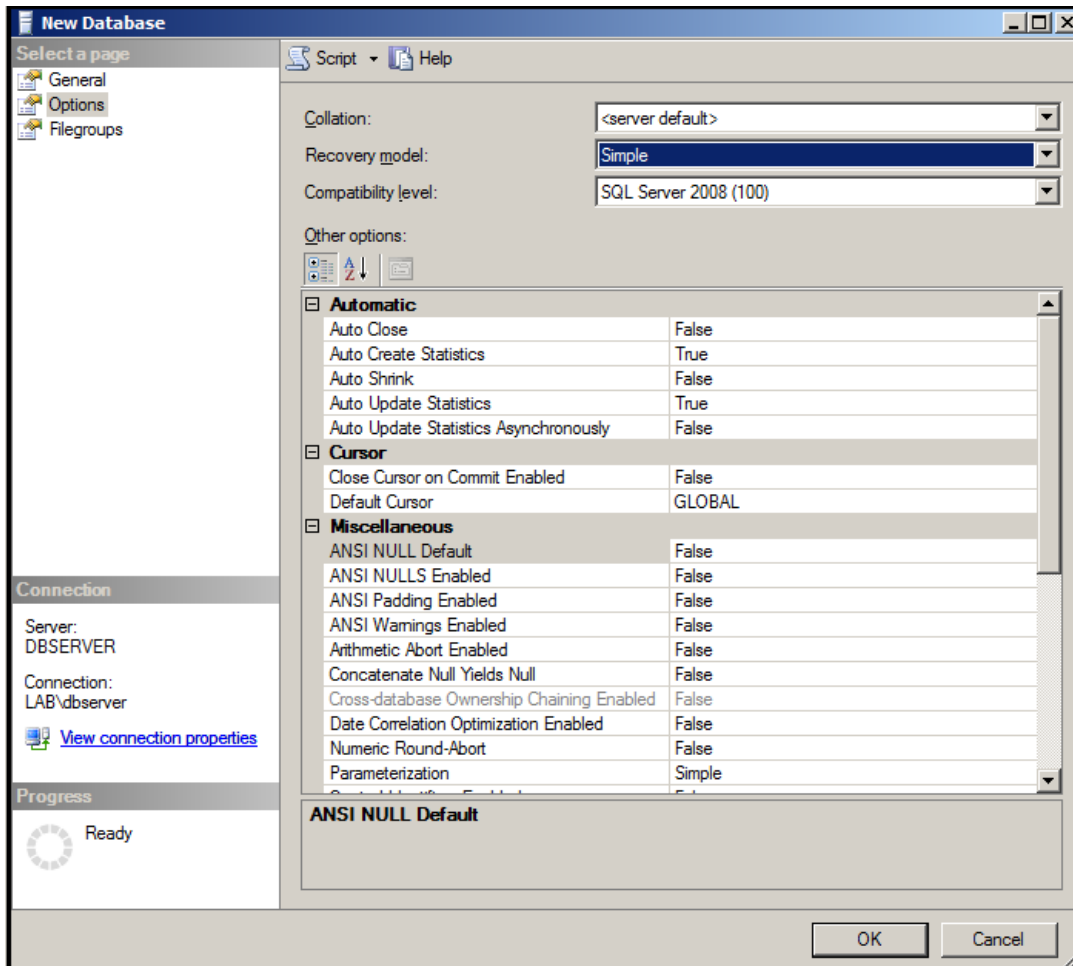 New Database
Select a page
General
Options
Filegroups
Script
Help
Collation: <server default>
Recovery model: Simple
Compatibility level: SQL Server 2008 (100)
Other options:
Automatic
Auto Close False
Auto Create Statistics True
Auto Shrink False
Auto Update Statistics True
Auto Update Statistics Asynchronously False
Cursor
Close Cursor on Commit Enabled False
Default Cursor GLOBAL
Miscellaneous
ANSI NULL Default False
ANSI NULLS Enabled False
ANSI Padding Enabled False
ANSI Warnings Enabled False
Arithmetic Abort Enabled False
Concatenate Null Yields Null False
Cross-database Ownership Chaining Enabled False
Date Correlation Optimization Enabled False
Numeric Round-Abort False
Parameterization Simple
ANSI NULL Default
Connection
Server:
DBSERVER
Connection:
LAB\dbserver
View connection properties
Progress
Ready
OK
Cancel